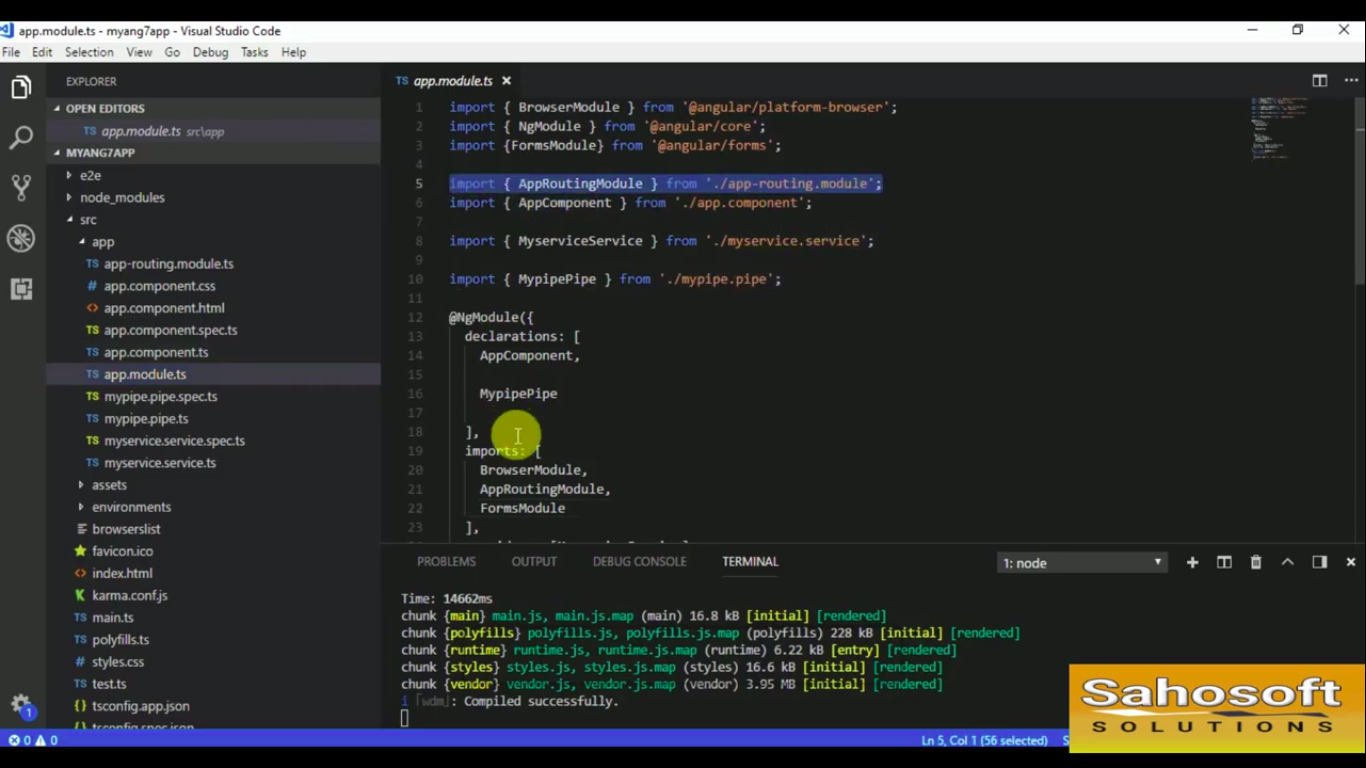 app.module.ts - myang7app - Visual Studio Code
File Edit Selection View Go Debug Tasks Help
EXPLORER
OPEN EDITORS
TS app.module.ts src\app
MYANG7APP
e2e
node_modules
src
app
TS app-routing.module.ts
# app.component.css
<> app.component.html
TS app.component.spec.ts
TS app.component.ts
TS app.module.ts
TS mypipe.pipe.spec.ts
TS mypipe.pipe.ts
TS myservice.service.spec.ts
TS myservice.service.ts
assets
environments
browserslist
favicon.ico
<> index.html
karma.conf.js
TS main.ts
TS polyfills.ts
# styles.css
TS test.ts
{} tsconfig.app.json
{} tsconfig.spec.json
1
TS app.module.ts
1 import { BrowserModule } from '@angular/platform-browser';
2 import { NgModule } from '@angular/core';
3 import {FormsModule} from '@angular/forms';
4
5 import { AppRoutingModule } from './app-routing.module';
6 import { AppComponent } from './app.component';
7
8 import { MyserviceService } from './myservice.service';
9
10 import { MypipePipe } from './mypipe.pipe';
11
12 @NgModule({
13 declarations: [
14 AppComponent,
15
16 MypipePipe
17
18 ],
19 imports: [
20 BrowserModule,
21 AppRoutingModule,
22 FormsModule
23 ],
PROBLEMS OUTPUT DEBUG CONSOLE TERMINAL 1: node
Time: 14662ms
chunk {main} main.js, main.js.map (main) 16.8 kB [initial] [rendered]
chunk {polyfills} polyfills.js, polyfills.js.map (polyfills) 228 kB [initial] [rendered]
chunk {runtime} runtime.js, runtime.js.map (runtime) 6.22 kB [entry] [rendered]
chunk {styles} styles.js, styles.js.map (styles) 16.6 kB [initial] [rendered]
chunk {vendor} vendor.js, vendor.js.map (vendor) 3.95 MB [initial] [rendered]
i ｢wdm｣: Compiled successfully.
0 0 Ln 5, Col 1 (56 selected)
Sahosoft
SOLUTIONS